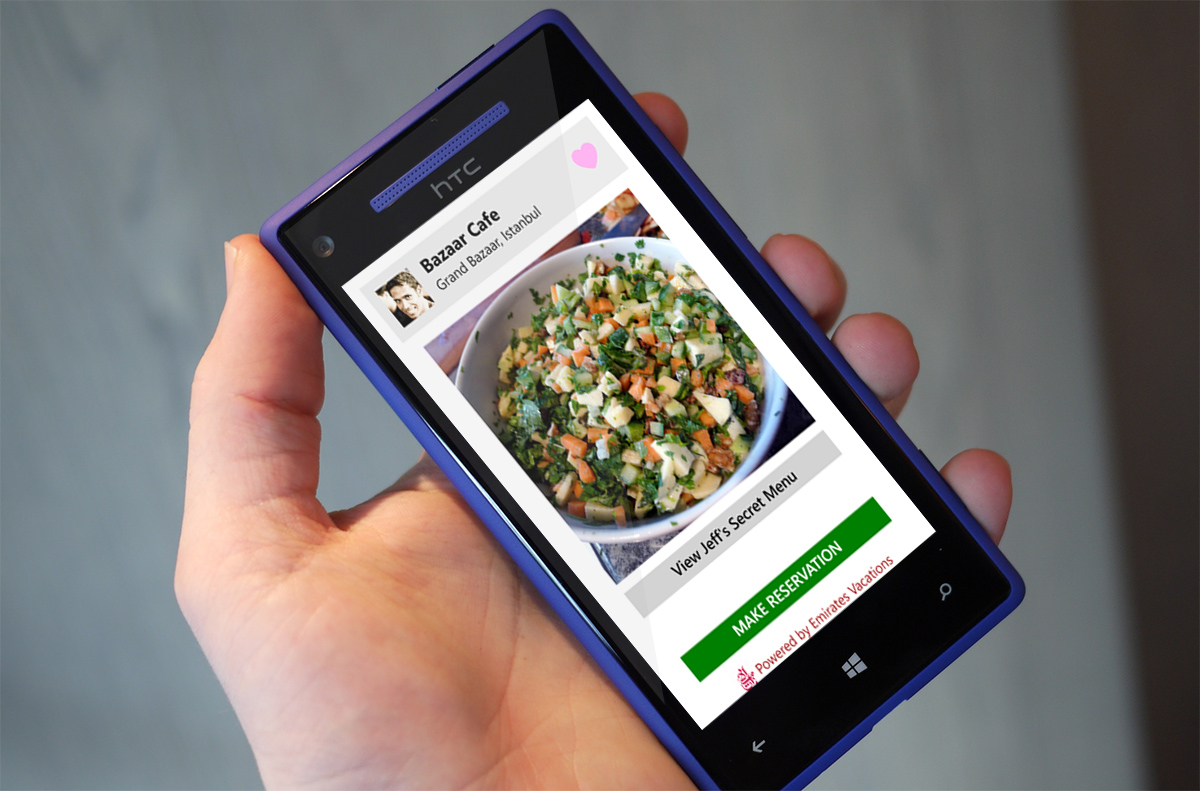 hTC
Bazaar Cafe
Grand Bazaar, Istanbul
View Jeff's Secret Menu
MAKE RESERVATION
Powered by Emirates Vacations